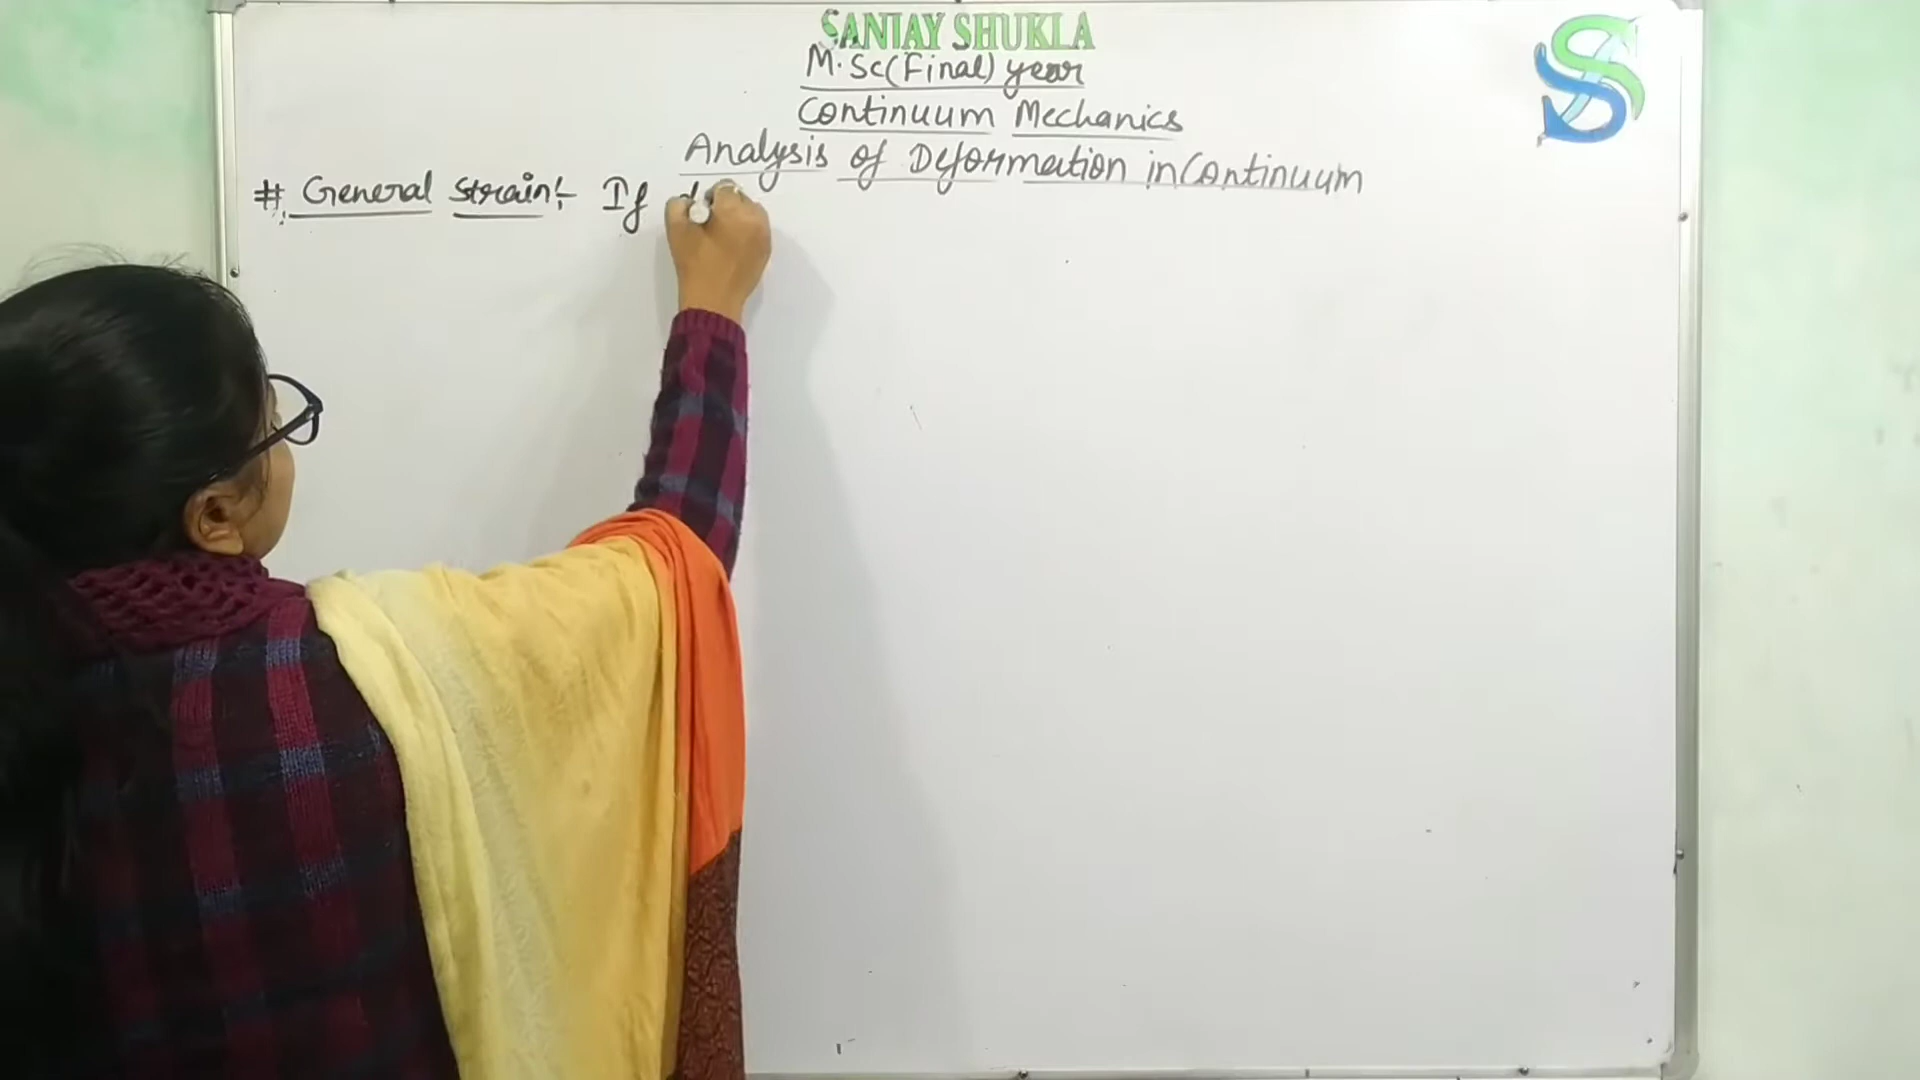 SANJAY SHUKLA
M.Sc(Final) year
Continuum Mechanics
Analysis of Deformation in Continuum
# General Strain:- If